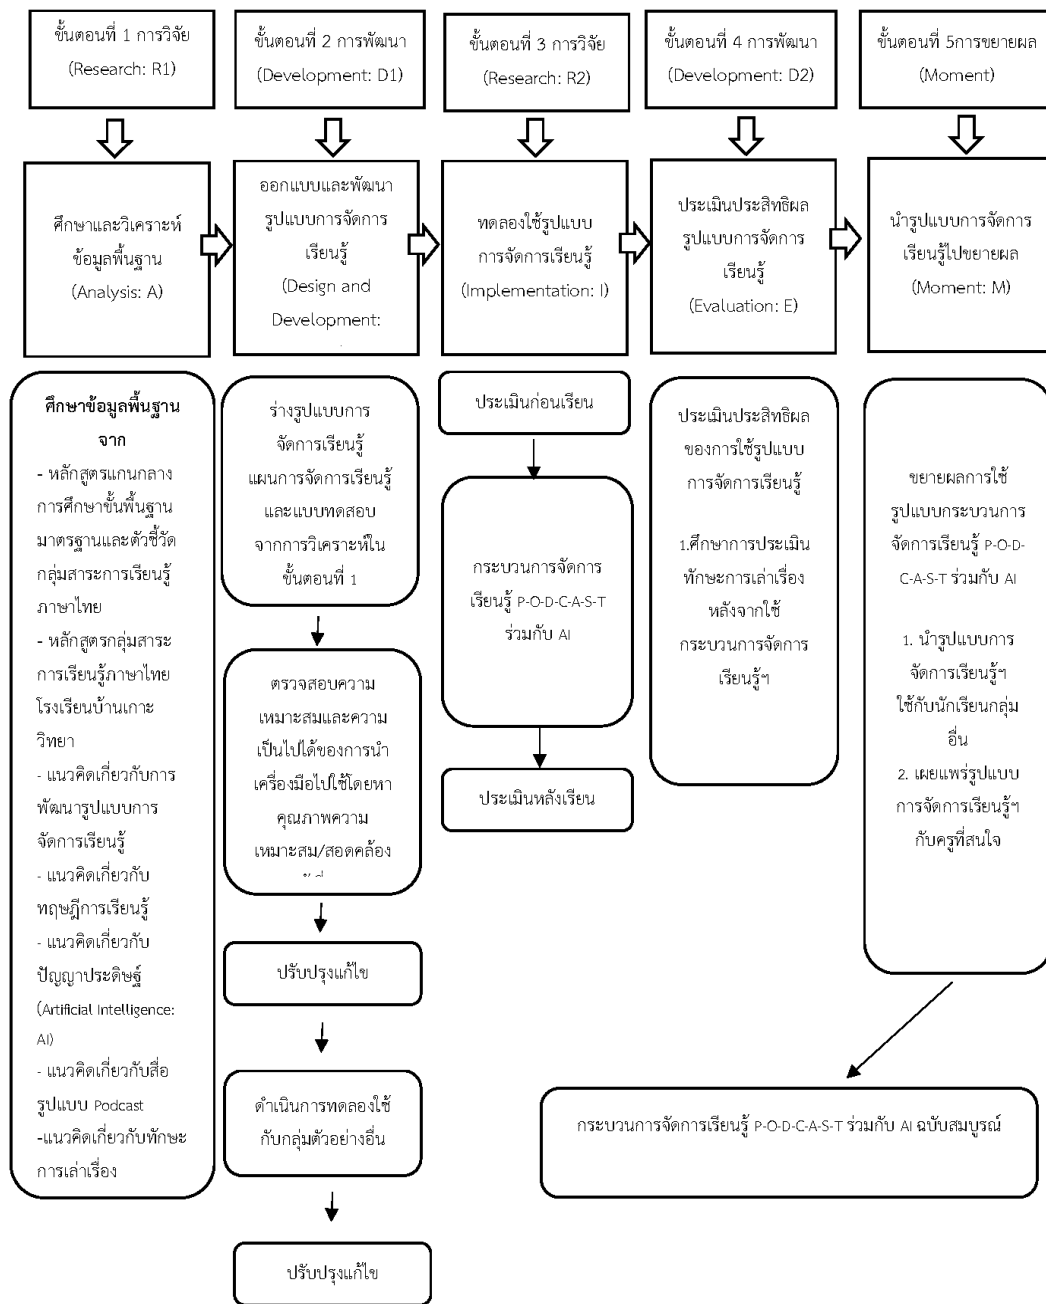 ขั้นตอนที่ 1 การวิจัย
(Research: R1)
ขั้นตอนที่ 2 การพัฒนา
(Development: D1)
ขั้นตอนที่ 3 การวิจัย
(Research: R2)
ขั้นตอนที่ 4 การพัฒนา
(Development: D2)
ขั้นตอนที่ 5การขยายผล
(Moment)
ศึกษาและวิเคราะห์
ข้อมูลพื้นฐาน
(Analysis: A)
ออกแบบและพัฒนา
รูปแบบการจัดการ
เรียนรู้
(Design and
Development:
ทดลองใช้รูปแบบ
การจัดการเรียนรู้
(Implementation: I)
ประเมินประสิทธิผล
รูปแบบการจัดการ
เรียนรู้
(Evaluation: E)
นำรูปแบบการจัดการ
เรียนรู้ไปขยายผล
(Moment: M)
ศึกษาข้อมูลพื้นฐาน
จาก
- หลักสูตรแกนกลาง
การศึกษาขั้นพื้นฐาน
มาตรฐานและตัวชี้วัด
กลุ่มสาระการเรียนรู้
ภาษาไทย
- หลักสูตรกลุ่มสาระ
การเรียนรู้ภาษาไทย
โรงเรียนบ้านเกาะ
วิทยา
- แนวคิดเกี่ยวกับการ
พัฒนารูปแบบการ
จัดการเรียนรู้
- แนวคิดเกี่ยวกับ
ทฤษฎีการเรียนรู้
- แนวคิดเกี่ยวกับ
ปัญญาประดิษฐ์
(Artificial Intelligence:
AI)
- แนวคิดเกี่ยวกับสื่อ
รูปแบบ Podcast
-แนวคิดเกี่ยวกับทักษะ
การเล่าเรื่อง
ร่างรูปแบบการ
จัดการเรียนรู้
แผนการจัดการเรียนรู้
และแบบทดสอบ
จากการวิเคราะห์ใน
ขั้นตอนที่ 1
ตรวจสอบความ
เหมาะสมและความ
เป็นไปได้ของการนำ
เครื่องมือไปใช้โดยหา
คุณภาพความ
เหมาะสม/สอดคล้อง
ปรับปรุงแก้ไข
ดำเนินการทดลองใช้
กับกลุ่มตัวอย่างอื่น
ปรับปรุงแก้ไข
ประเมินก่อนเรียน
กระบวนการจัดการ
เรียนรู้ P-O-D-C-A-S-T
ร่วมกับ AI
ประเมินหลังเรียน
ประเมินประสิทธิผล
ของการใช้รูปแบบ
การจัดการเรียนรู้
1.ศึกษาการประเมิน
ทักษะการเล่าเรื่อง
หลังจากใช้
กระบวนการจัดการ
เรียนรู้ฯ
ขยายผลการใช้
รูปแบบกระบวนการ
จัดการเรียนรู้ P-O-D-
C-A-S-T ร่วมกับ AI
1. นำรูปแบบการ
จัดการเรียนรู้ฯ
ใช้กับนักเรียนกลุ่ม
อื่น
2. เผยแพร่รูปแบบ
การจัดการเรียนรู้ฯ
กับครูที่สนใจ
กระบวนการจัดการเรียนรู้ P-O-D-C-A-S-T ร่วมกับ AI ฉบับสมบูรณ์